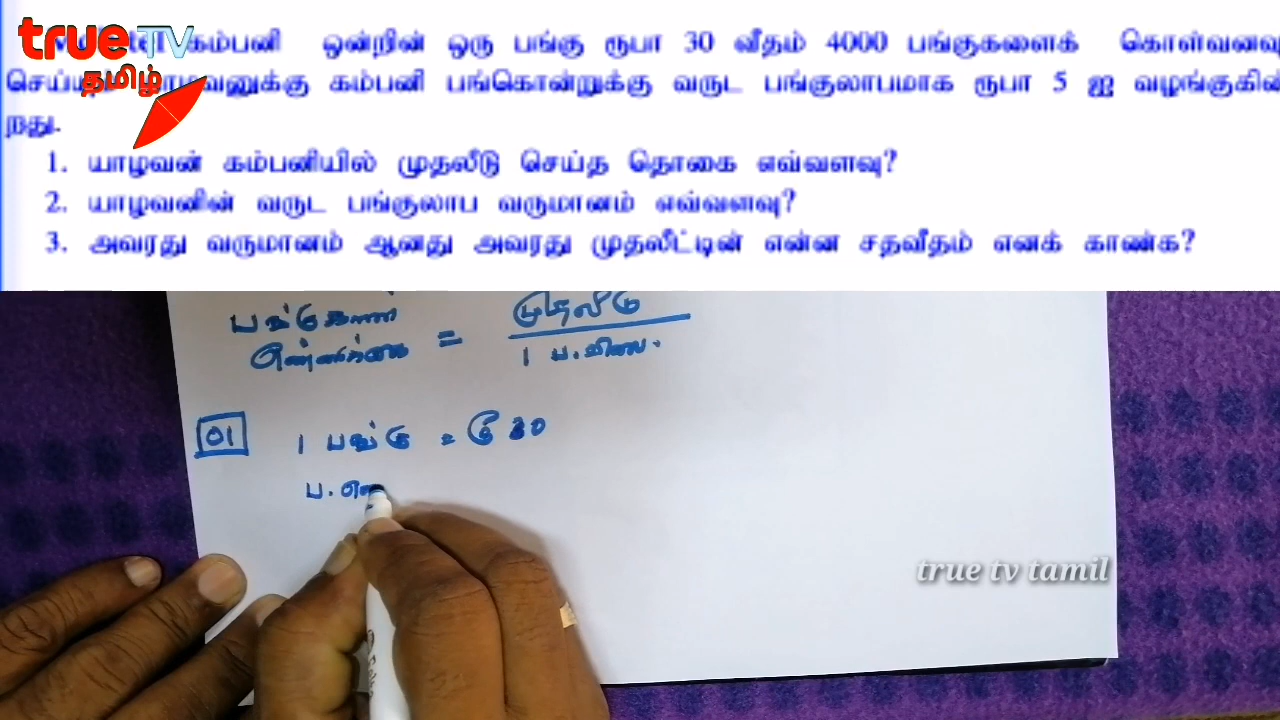 true TV
தமிழ்
கம்பனி ஒன்றின் ஒரு பங்கு ரூபா 30 வீதம் 4000 பங்குகளைக் கொள்வனவு
கம்பனி பங்கொன்றுக்கு வருட பங்குலாபமாக ரூபா 5 ஐ வழங்குகின்
றது.
1. யாழவன் கம்பனியில் முதலீடு செய்த தொகை எவ்வளவு?
2. யாழவனின் வருட பங்குலாப வருமானம் எவ்வளவு?
3. அவரது வருமானம் ஆனது அவரது முதலீட்டின் என்ன சதவீதம் எனக் காண்க?
பங்குகளின்
எண்ணிக்கை = முதலீடு
1 ப.விலை.
01 1 பங்கு = ரூ 30
ப.எண
true tv tamil